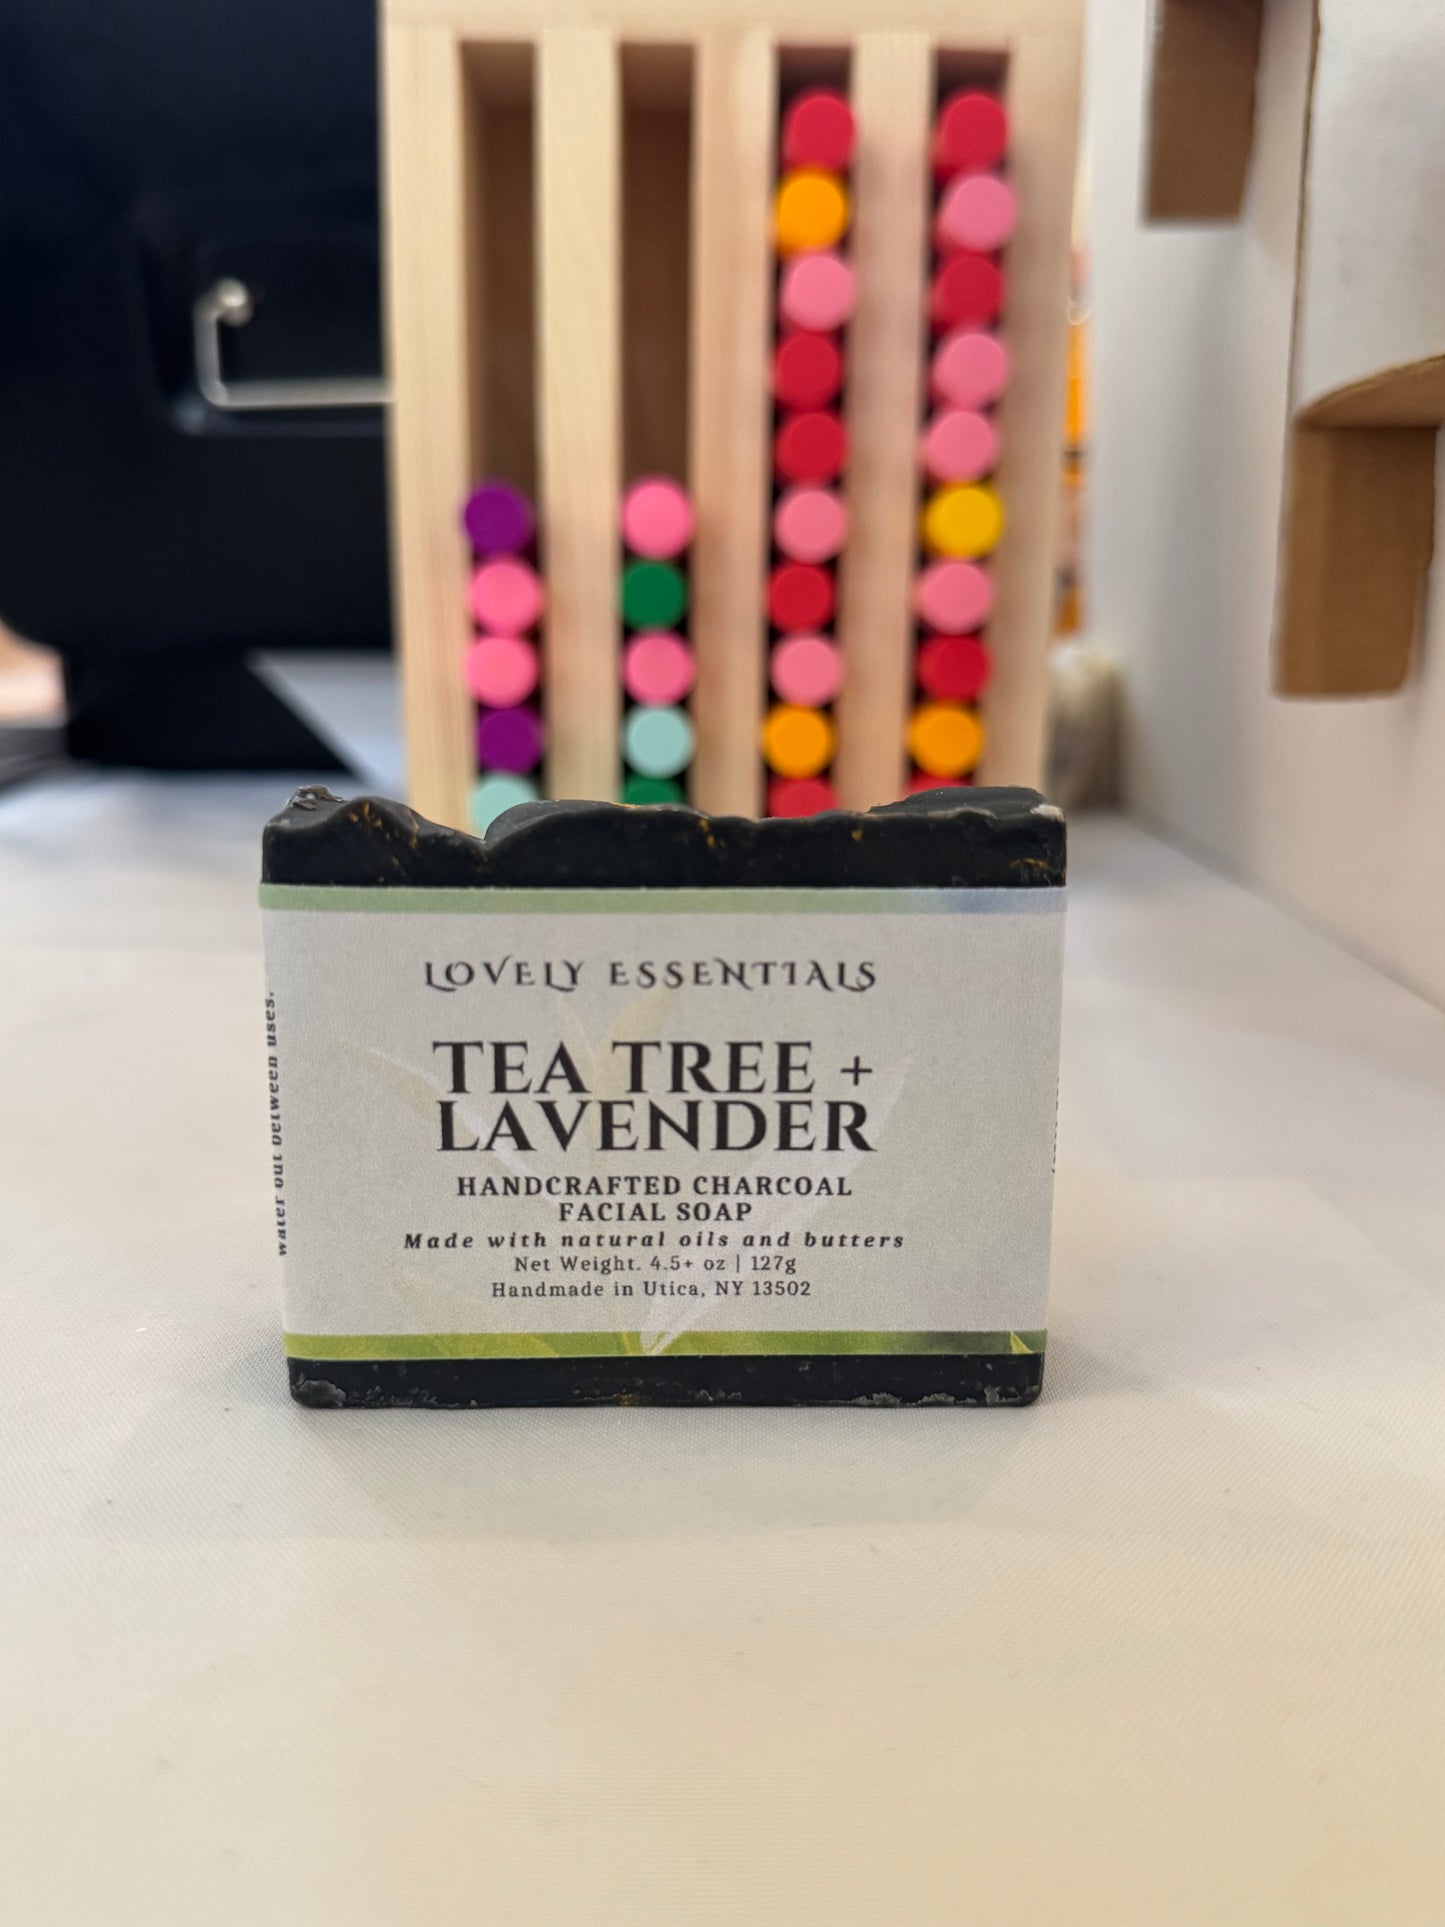 LOVELY ESSENTIALS
TEA TREE +
LAVENDER
HANDCRAFTED CHARCOAL
FACIAL SOAP
Made with natural oils and butters
Net Weight. 4.5+ oz | 127g
Handmade in Utica, NY 13502
water out between uses.